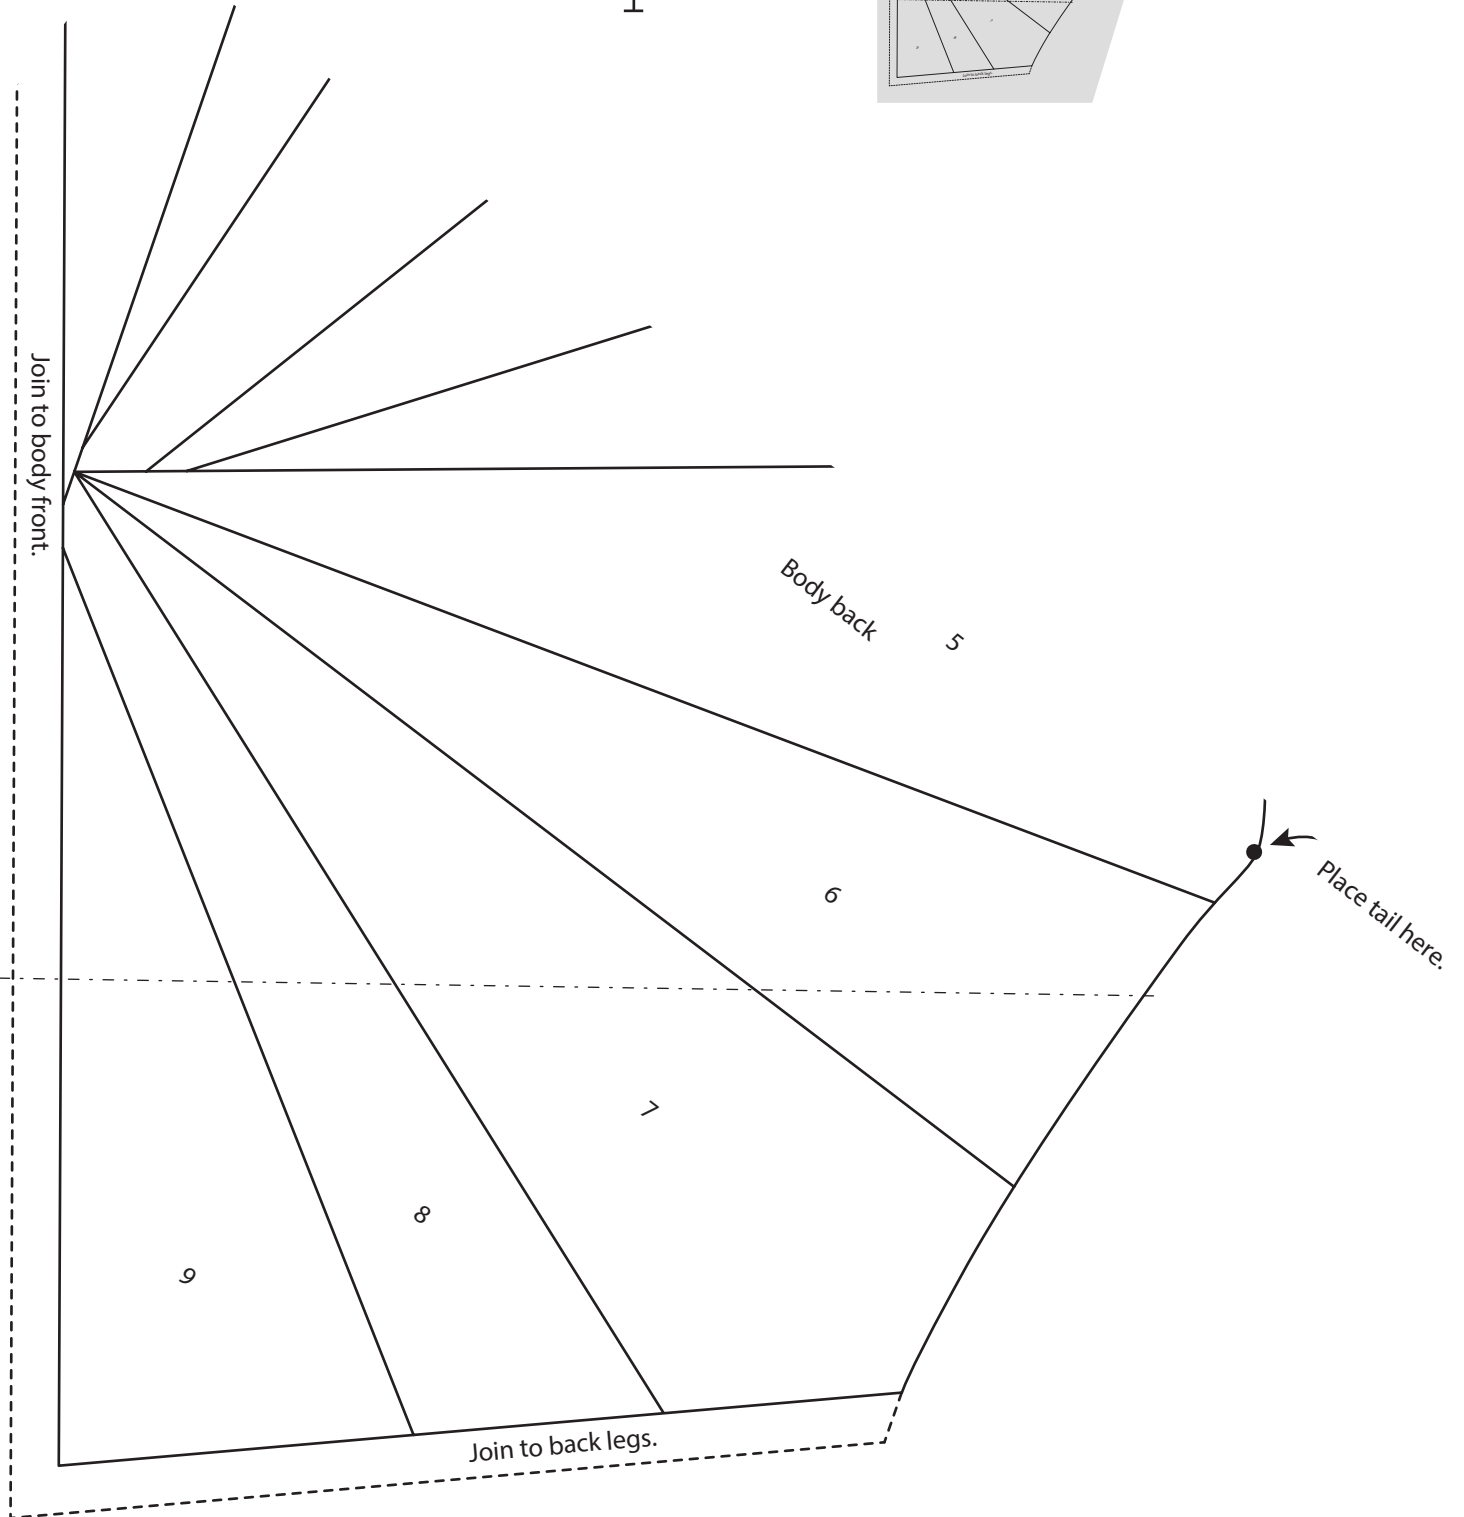 Join to body front.
Body back
5
Place tail here.
6
7
8
9
Join to back legs.